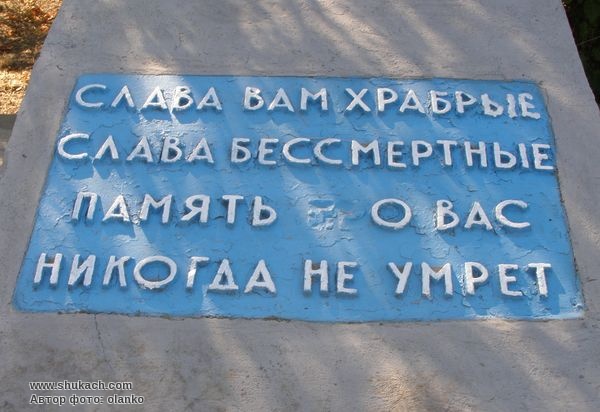 СЛАВА ВАМ ХРАБРЫЕ
СЛАВА БЕССМЕРТНЫЕ
ПАМЯТЬ О ВАС
НИКОГДА НЕ УМРЕТ
www.shukach.com
Автор фото: olanko